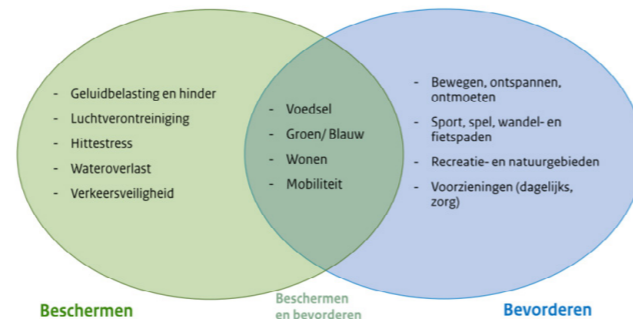 - Geluidbelasting en hinder
- Luchtverontreiniging
- Hittestress
- Wateroverlast
- Verkeersveiligheid
- Voedsel
- Groen/ Blauw
- Wonen
- Mobiliteit
- Bewegen, ontspannen,
ontmoeten
- Sport, spel, wandel- en
fietspaden
- Recreatie- en natuurgebieden
- Voorzieningen (dagelijks,
zorg)
Beschermen
Beschermen
en bevorderen
Bevorderen